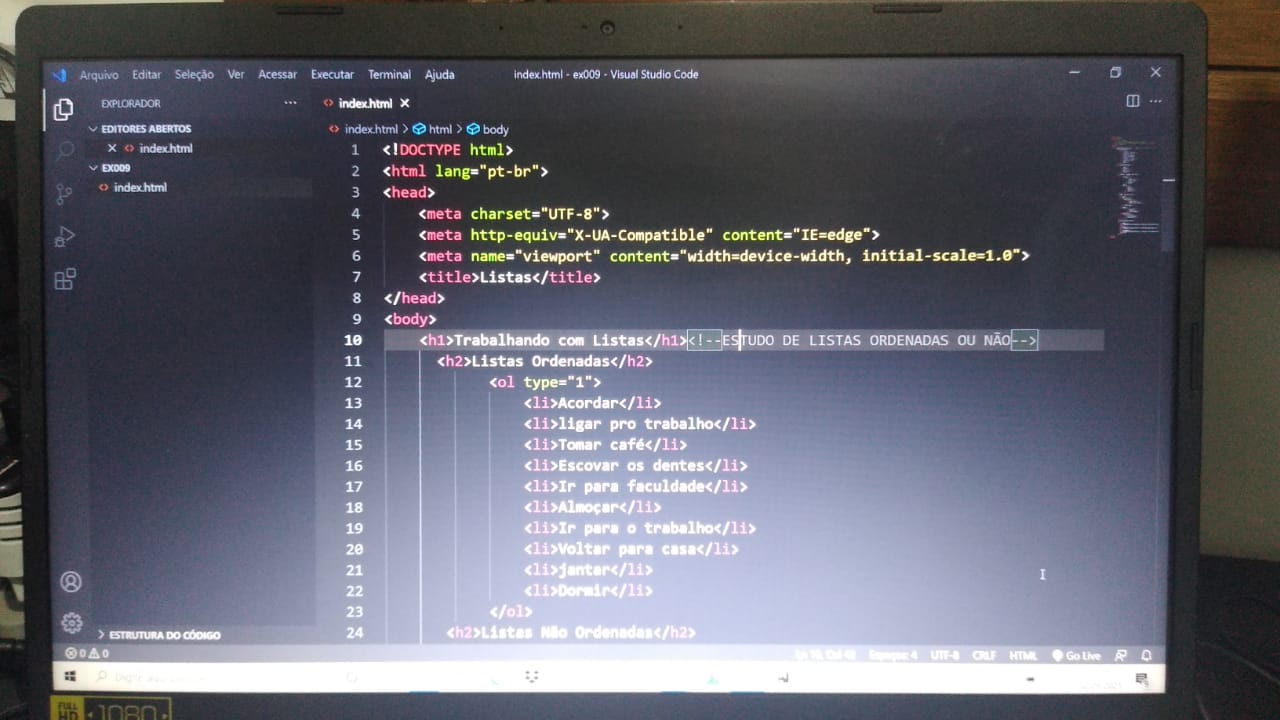 Arquivo Editar Seleção Ver Acessar Executar Terminal Ajuda
index.html - ex009 - Visual Studio Code
EXPLORADOR
EDITORES ABERTOS
index.html
EX009
index.html
ESTRUTURA DO CÓDIGO
index.html
index.html > html > body
1 <!DOCTYPE html>
2 <html lang="pt-br">
3 <head>
4 <meta charset="UTF-8">
5 <meta http-equiv="X-UA-Compatible" content="IE=edge">
6 <meta name="viewport" content="width=device-width, initial-scale=1.0">
7 <title>Listas</title>
8 </head>
9 <body>
10 <h1>Trabalhando com Listas</h1><!--ESTUDO DE LISTAS ORDENADAS OU NÃO-->
11 <h2>Listas Ordenadas</h2>
12 <ol type="1">
13 <li>Acordar</li>
14 <li>ligar pro trabalho</li>
15 <li>Tomar café</li>
16 <li>Escovar os dentes</li>
17 <li>Ir para faculdade</li>
18 <li>Almoçar</li>
19 <li>Ir para o trabalho</li>
20 <li>Voltar para casa</li>
21 <li>jantar</li>
22 <li>Dormir</li>
23 </ol>
24 <h2>Listas Não Ordenadas</h2>
0 0
Espaços: 4 UTF-8 CRLF HTML Go Live
FULL HD 1080